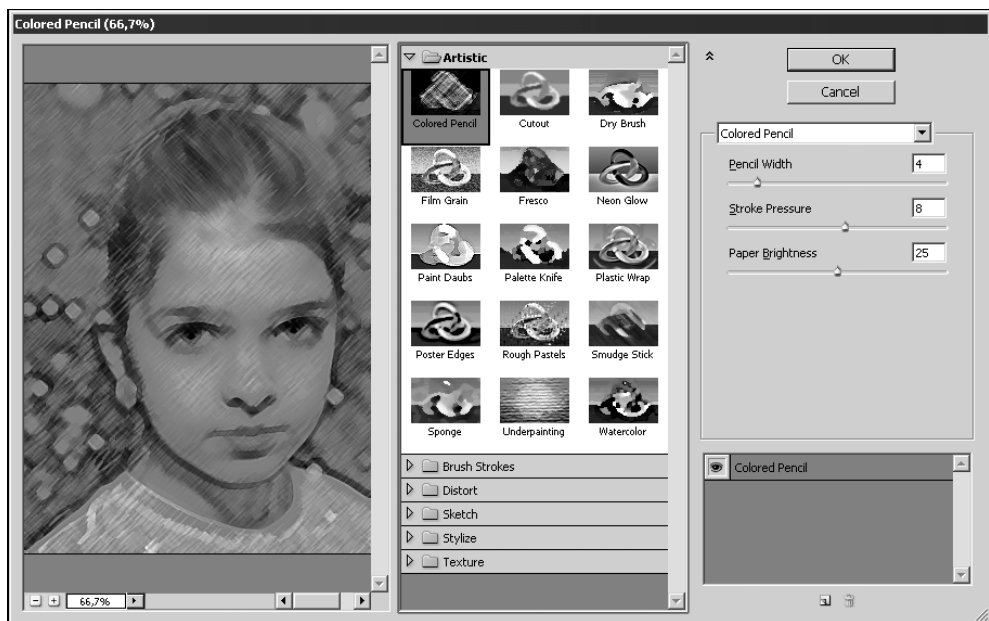 Colored Pencil (66,7%)
Artistic
Colored Pencil Cutout Dry Brush
Film Grain Fresco Neon Glow
Paint Daubs Palette Knife Plastic Wrap
Poster Edges Rough Pastels Smudge Stick
Sponge Underpainting Watercolor
Brush Strokes
Distort
Sketch
Stylize
Texture
66,7%
OK
Cancel
Colored Pencil
Pencil Width 4
Stroke Pressure 8
Paper Brightness 25
Colored Pencil